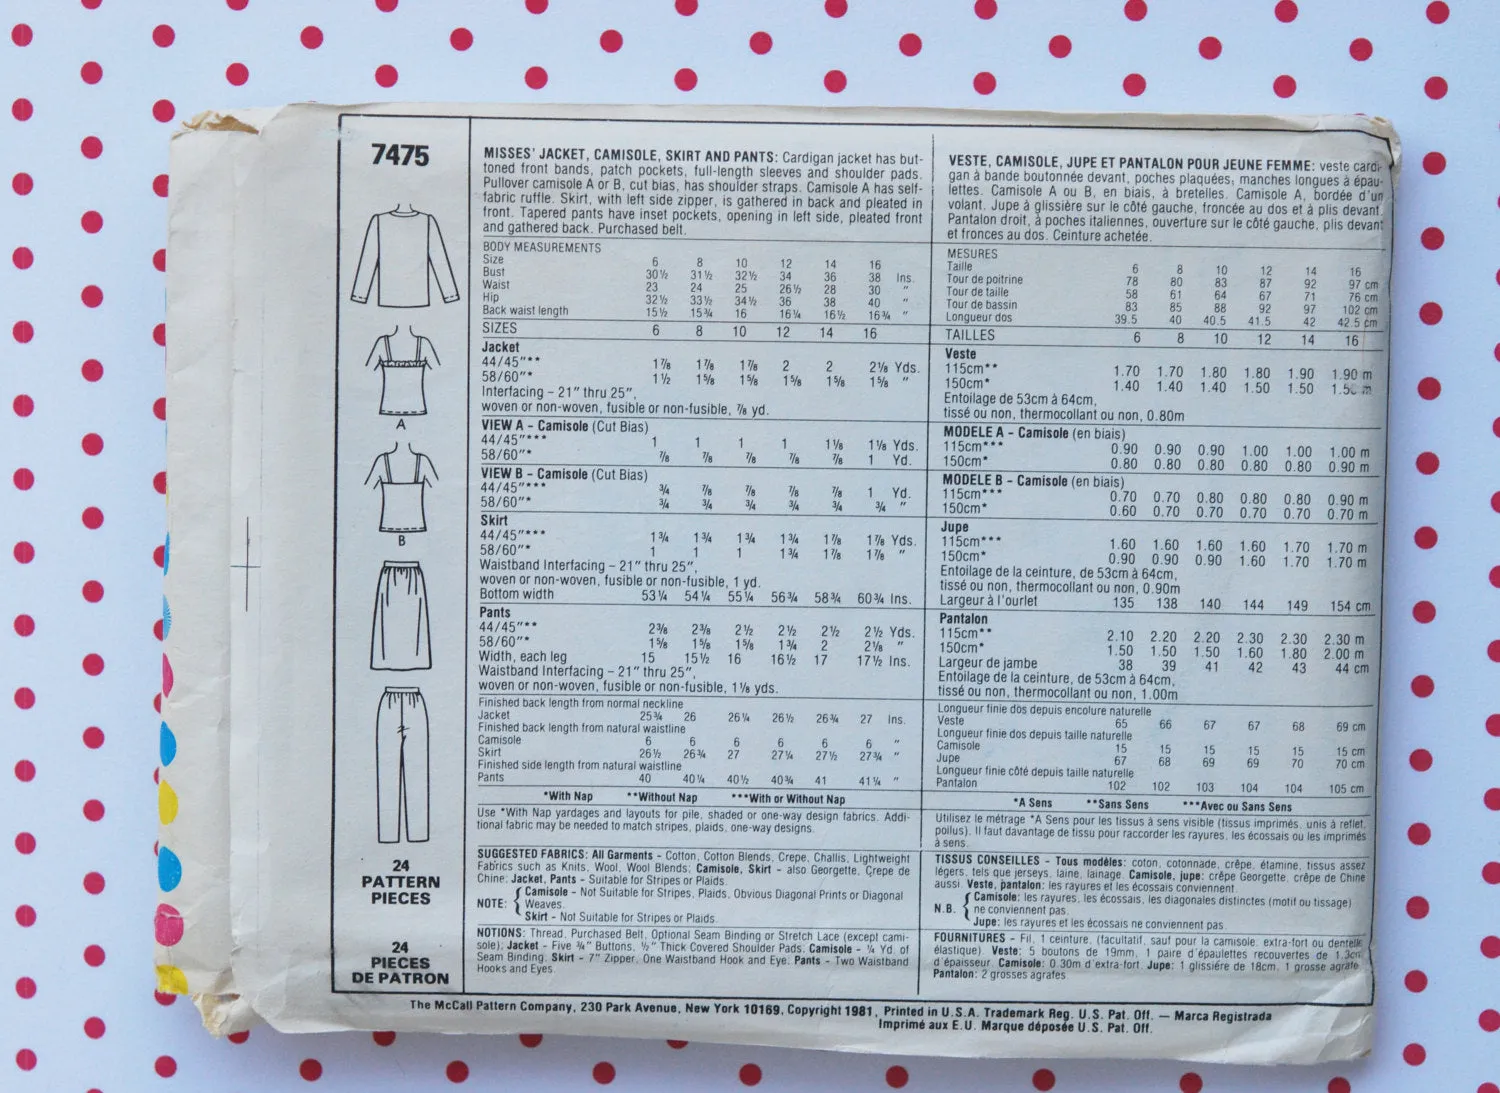 7475
A
B
24
PATTERN
PIECES
24
PIECES
DE PATRON
MISSES' JACKET, CAMISOLE, SKIRT AND PANTS: Cardigan jacket has but-
toned front bands, patch pockets, full-length sleeves and shoulder pads.
Pullover camisole A or B, cut bias, has shoulder straps. Camisole A has self-
fabric ruffle. Skirt, with left side zipper, is gathered in back and pleated in
front. Tapered pants have inset pockets, opening in left side, pleated front
and gathered back. Purchased belt.
BODY MEASUREMENTS
Size 6 8 10 12 14 16
Bust 30½ 31½ 32½ 34 36 38 Ins.
Waist 23 24 25 26½ 28 30 "
Hip 32½ 33½ 34½ 36 38 40 "
Back waist length 15½ 15¾ 16 16¼ 16½ 16¾ "
SIZES 6 8 10 12 14 16
Jacket
44/45"** 1⅞ 1⅞ 1⅞ 2 2 2⅛ Yds.
58/60"* 1½ 1⅝ 1⅝ 1⅝ 1⅝ 1⅝ "
Interfacing – 21" thru 25",
woven or non-woven, fusible or non-fusible, ⅞ yd.
VIEW A – Camisole (Cut Bias)
44/45"*** 1 1 1 1 1⅛ 1⅛ Yds.
58/60"* ⅞ ⅞ ⅞ ⅞ ⅞ 1 Yd.
VIEW B – Camisole (Cut Bias)
44/45"*** ¾ ⅞ ⅞ ⅞ ⅞ 1 Yd.
58/60"* ¾ ¾ ¾ ¾ ¾ ¾ "
Skirt
44/45"*** 1¾ 1¾ 1¾ 1¾ 1⅞ 1⅞ Yds.
58/60"* 1 1 1 1¾ 1⅞ 1⅞ "
Waistband Interfacing – 21" thru 25",
woven or non-woven, fusible or non-fusible, 1 yd.
Bottom width 53¼ 54¼ 55¼ 56¾ 58¾ 60¾ Ins.
Pants
44/45"** 2⅜ 2⅜ 2½ 2½ 2½ 2½ Yds.
58/60"* 1⅝ 1⅝ 1⅝ 1¾ 2 2⅛ "
Width, each leg 15 15½ 16 16½ 17 17½ Ins.
Waistband Interfacing – 21" thru 25",
woven or non-woven, fusible or non-fusible, 1⅛ yds.
Finished back length from normal neckline
Jacket 25¾ 26 26¼ 26½ 26¾ 27 Ins.
Finished back length from natural waistline
Camisole 6 6 6 6 6 6 "
Skirt 26½ 26¾ 27 27¼ 27½ 27¾ "
Finished side length from natural waistline
Pants 40 40¼ 40½ 40¾ 41 41¼ "
*With Nap **Without Nap ***With or Without Nap
Use *With Nap yardages and layouts for pile, shaded or one-way design fabrics. Addi-
tional fabric may be needed to match stripes, plaids, one-way designs.
SUGGESTED FABRICS: All Garments – Cotton, Cotton Blends, Crepe, Challis, Lightweight
Fabrics such as Knits, Wool, Wool Blends; Camisole, Skirt – also Georgette, Crepe de
Chine; Jacket, Pants – Suitable for Stripes or Plaids.
NOTE: Camisole – Not Suitable for Stripes, Plaids, Obvious Diagonal Prints or Diagonal
Weaves.
Skirt – Not Suitable for Stripes or Plaids.
NOTIONS: Thread, Purchased Belt, Optional Seam Binding or Stretch Lace (except cami-
sole); Jacket – Five ¾" Buttons, ½" Thick Covered Shoulder Pads; Camisole – ¼ Yd. of
Seam Binding; Skirt – 7" Zipper, One Waistband Hook and Eye; Pants – Two Waistband
Hooks and Eyes.
VESTE, CAMISOLE, JUPE ET PANTALON POUR JEUNE FEMME: veste cardi-
gan à bande boutonnée devant, poches plaquées, manches longues à épau-
lettes. Camisole A ou B, en biais, à bretelles. Camisole A, bordée d'un
volant. Jupe à glissière sur le côté gauche, froncée au dos et à plis devant.
Pantalon droit, à poches italiennes, ouverture sur le côté gauche, plis devant
et fronces au dos. Ceinture achetée.
MESURES
Taille 6 8 10 12 14 16
Tour de poitrine 78 80 83 87 92 97 cm
Tour de taille 58 61 64 67 71 76 cm
Tour de bassin 83 85 88 92 97 102 cm
Longueur dos 39.5 40 40.5 41.5 42 42.5 cm
TAILLES 6 8 10 12 14 16
Veste
115cm** 1.70 1.70 1.80 1.80 1.90 1.90 m
150cm* 1.40 1.40 1.40 1.50 1.50 m
Entoilage de 53cm à 64cm,
tissé ou non, thermocollant ou non, 0.80m
MODELE A – Camisole (en biais)
115cm*** 0.90 0.90 0.90 1.00 1.00 1.00 m
150cm* 0.80 0.80 0.80 0.80 0.80 0.90 m
MODELE B – Camisole (en biais)
115cm*** 0.70 0.70 0.80 0.80 0.80 0.90 m
150cm* 0.60 0.70 0.70 0.70 0.70 0.70 m
Jupe
115cm*** 1.60 1.60 1.60 1.60 1.70 1.70 m
150cm* 0.90 0.90 0.90 1.60 1.70 1.70 m
Entoilage de la ceinture, de 53cm à 64cm,
tissé ou non, thermocollant ou non, 0.90m
Largeur à l'ourlet 135 138 140 144 149 154 cm
Pantalon
115cm** 2.10 2.20 2.20 2.30 2.30 2.30 m
150cm* 1.50 1.50 1.50 1.60 1.80 2.00 m
Largeur de jambe 38 39 41 42 43 44 cm
Entoilage de la ceinture, de 53cm à 64cm,
tissé ou non, thermocollant ou non, 1.00m
Longueur finie dos depuis encolure naturelle
Veste 65 66 67 67 68 69 cm
Longueur finie dos depuis taille naturelle
Camisole 15 15 15 15 15 15 cm
Jupe 67 68 69 69 70 70 cm
Longueur finie côté depuis taille naturelle
Pantalon 102 102 103 104 104 105 cm
*A Sens **Sans Sens ***Avec ou Sans Sens
Utilisez le métrage *A Sens pour les tissus à sens visible (tissus imprimés, unis à reflet,
poilus). Il faut davantage de tissu pour raccorder les rayures, les écossais ou les imprimés
à sens.
TISSUS CONSEILLES – Tous modèles: coton, cotonnade, crêpe, étamine, tissus assez
légers, tels que jerseys, laine, lainage. Camisole, jupe: crêpe Georgette, crêpe de Chine
aussi. Veste, pantalon: les rayures et les écossais conviennent.
N.B. Camisole: les rayures, les écossais, les diagonales distinctes (motif ou tissage)
ne conviennent pas.
Jupe: les rayures et les écossais ne conviennent pas.
FOURNITURES – Fil, 1 ceinture, (facultatif, sauf pour la camisole: extra-fort ou dentelle
élastique). Veste: 5 boutons de 19mm, 1 paire d'épaulettes recouvertes de 1.3cm
d'épaisseur. Camisole: 0.30m d'extra-fort. Jupe: 1 glissière de 18cm, 1 grosse agrafe.
Pantalon: 2 grosses agrafes.
The McCall Pattern Company, 230 Park Avenue, New York 10169, Copyright 1981, Printed in U.S.A. Trademark Reg. U.S. Pat. Off. — Marca Registrada
Imprimé aux E.U. Marque déposée U.S. Pat. Off.